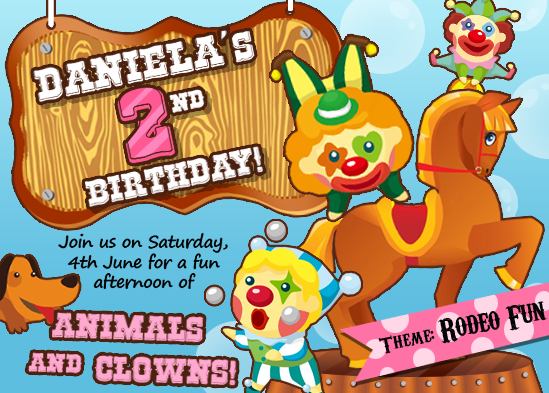 DANIELA'S
2ND
BIRTHDAY!
Join us on Saturday,
4th June for a fun
afternoon of
ANIMALS
AND CLOWNS!
THEME: RODEO FUN